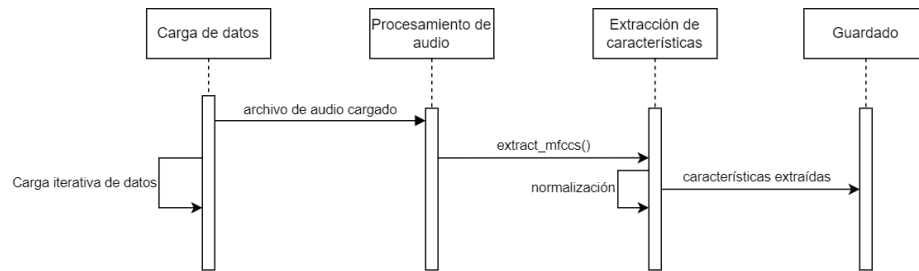 Carga de datos
Procesamiento de
audio
Extracción de
características
Guardado
archivo de audio cargado
extract_mfccs()
Carga iterativa de datos
normalización
características extraídas